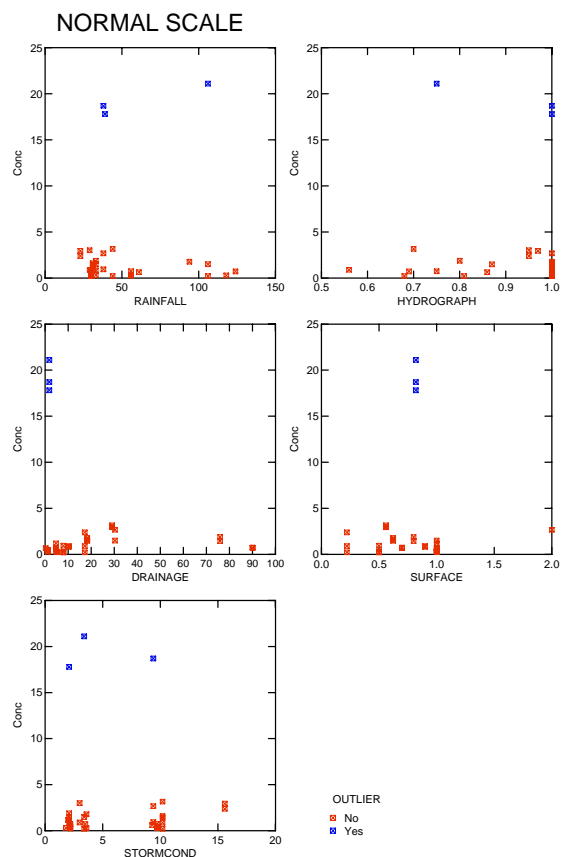 NORMAL SCALE
25
20
15
10
5
0
Conc
0 50 100 150
RAINFALL
25
20
15
10
5
0
Conc
0.5 0.6 0.7 0.8 0.9 1.0
HYDROGRAPH
25
20
15
10
5
0
Conc
0 10 20 30 40 50 60 70 80 90 100
DRAINAGE
25
20
15
10
5
0
Conc
0.0 0.5 1.0 1.5 2.0
SURFACE
25
20
15
10
5
0
Conc
0 5 10 15 20
STORMCOND
OUTLIER
No
Yes